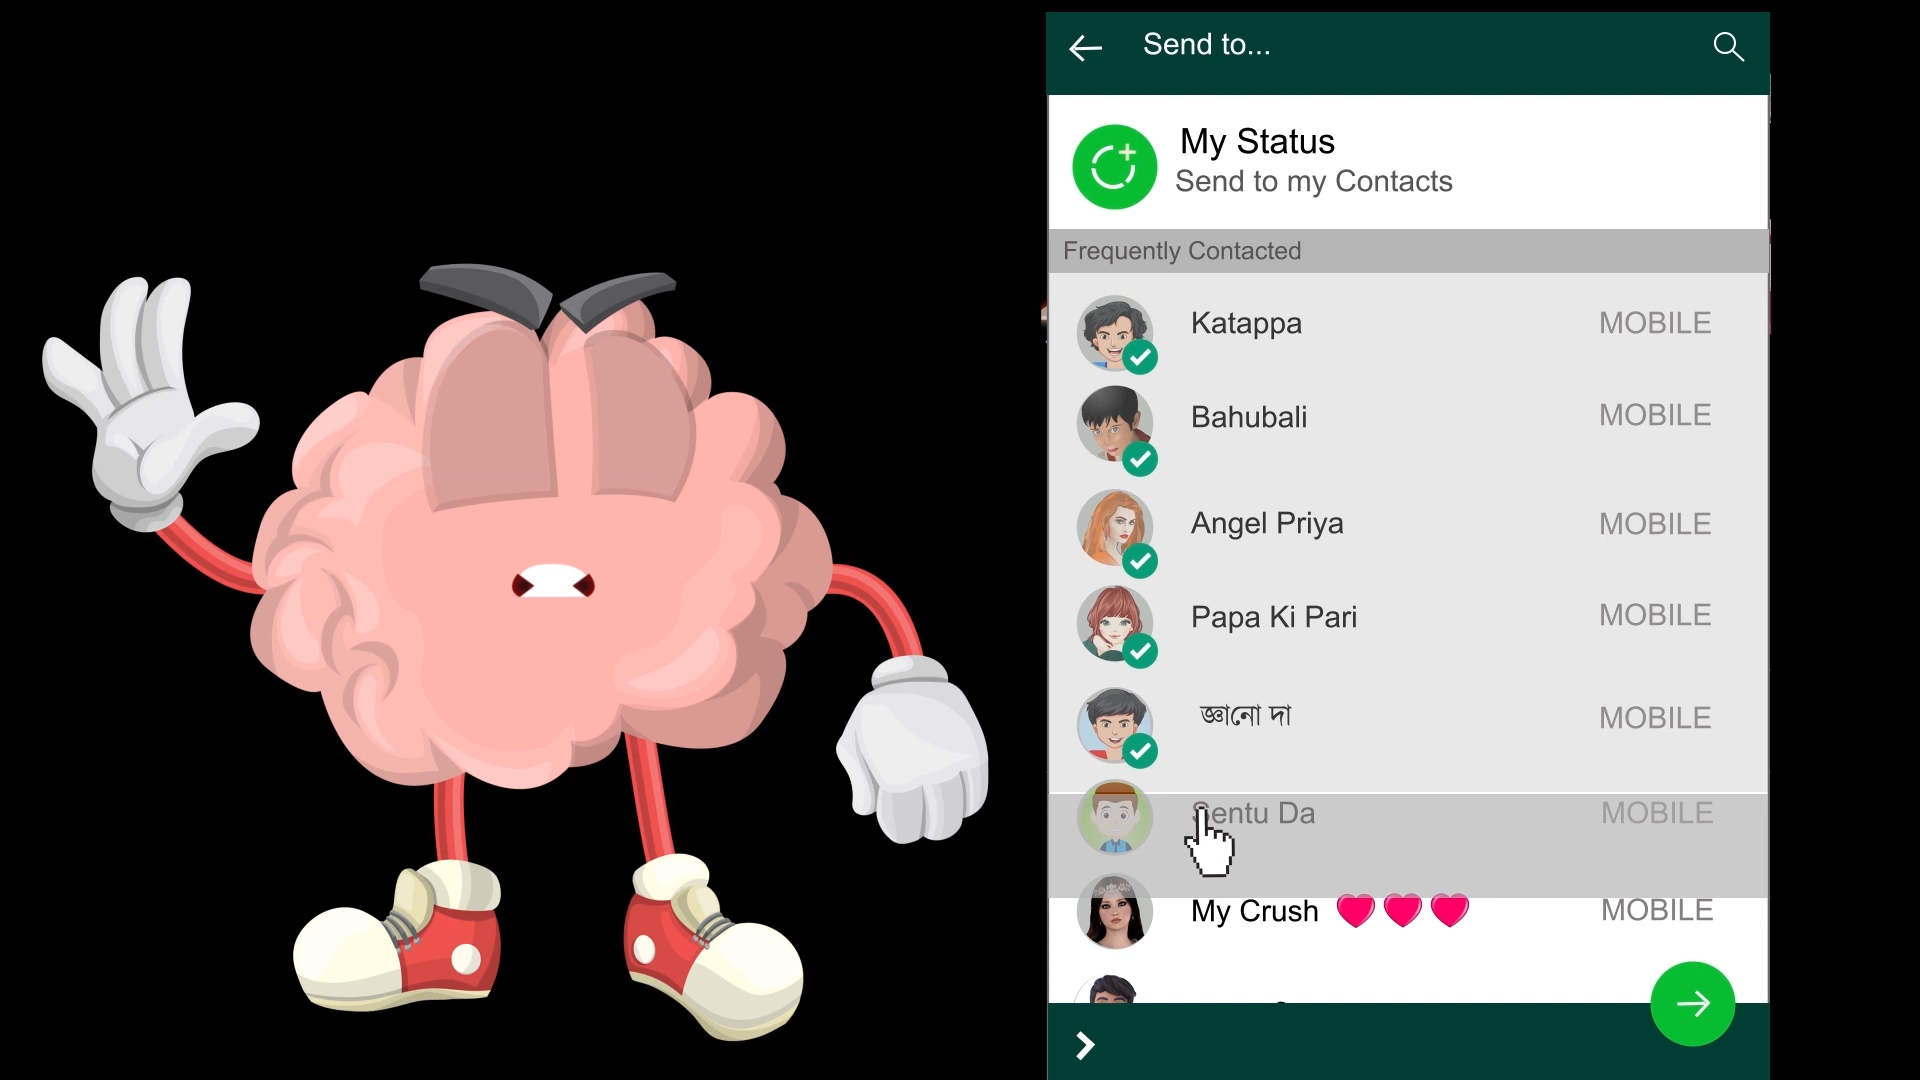 Send to...
My Status
Send to my Contacts
Frequently Contacted
Katappa MOBILE
Bahubali MOBILE
Angel Priya MOBILE
Papa Ki Pari MOBILE
জ্ঞানো দা MOBILE
Sentu Da MOBILE
My Crush MOBILE